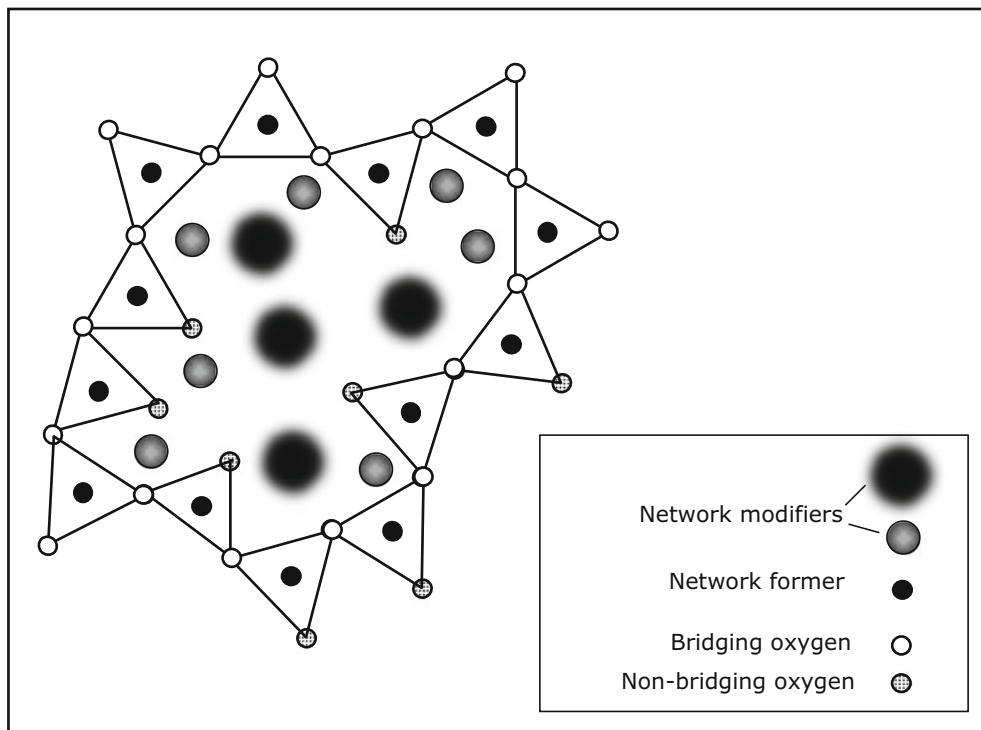 Network modifiers
Network former
Bridging oxygen
Non-bridging oxygen